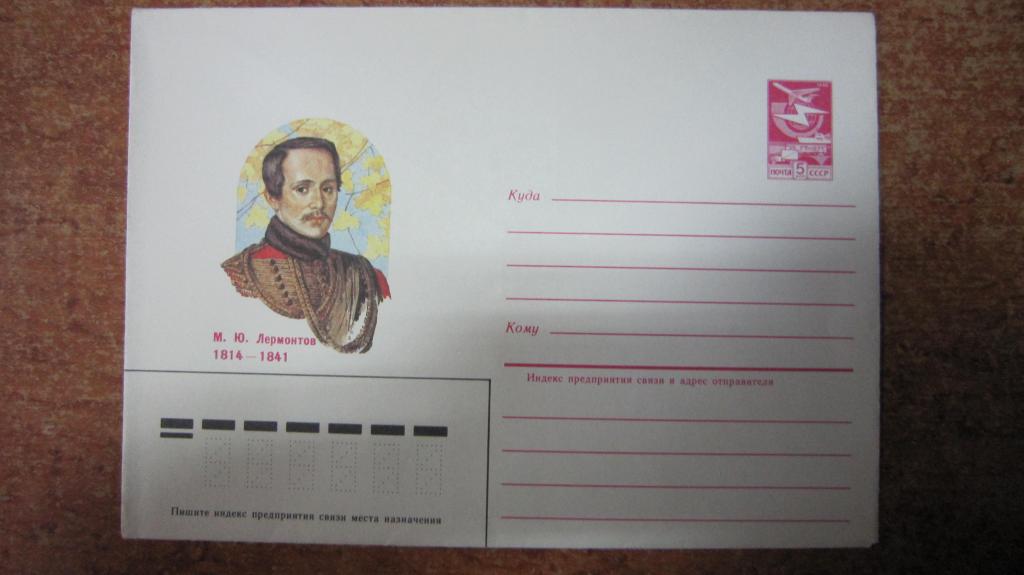 ПОЧТА 5 СССР
Куда
Кому
М. Ю. Лермонтов
1814—1841
Индекс предприятия связи и адрес отправителя
Пишите индекс предприятия связи места назначения